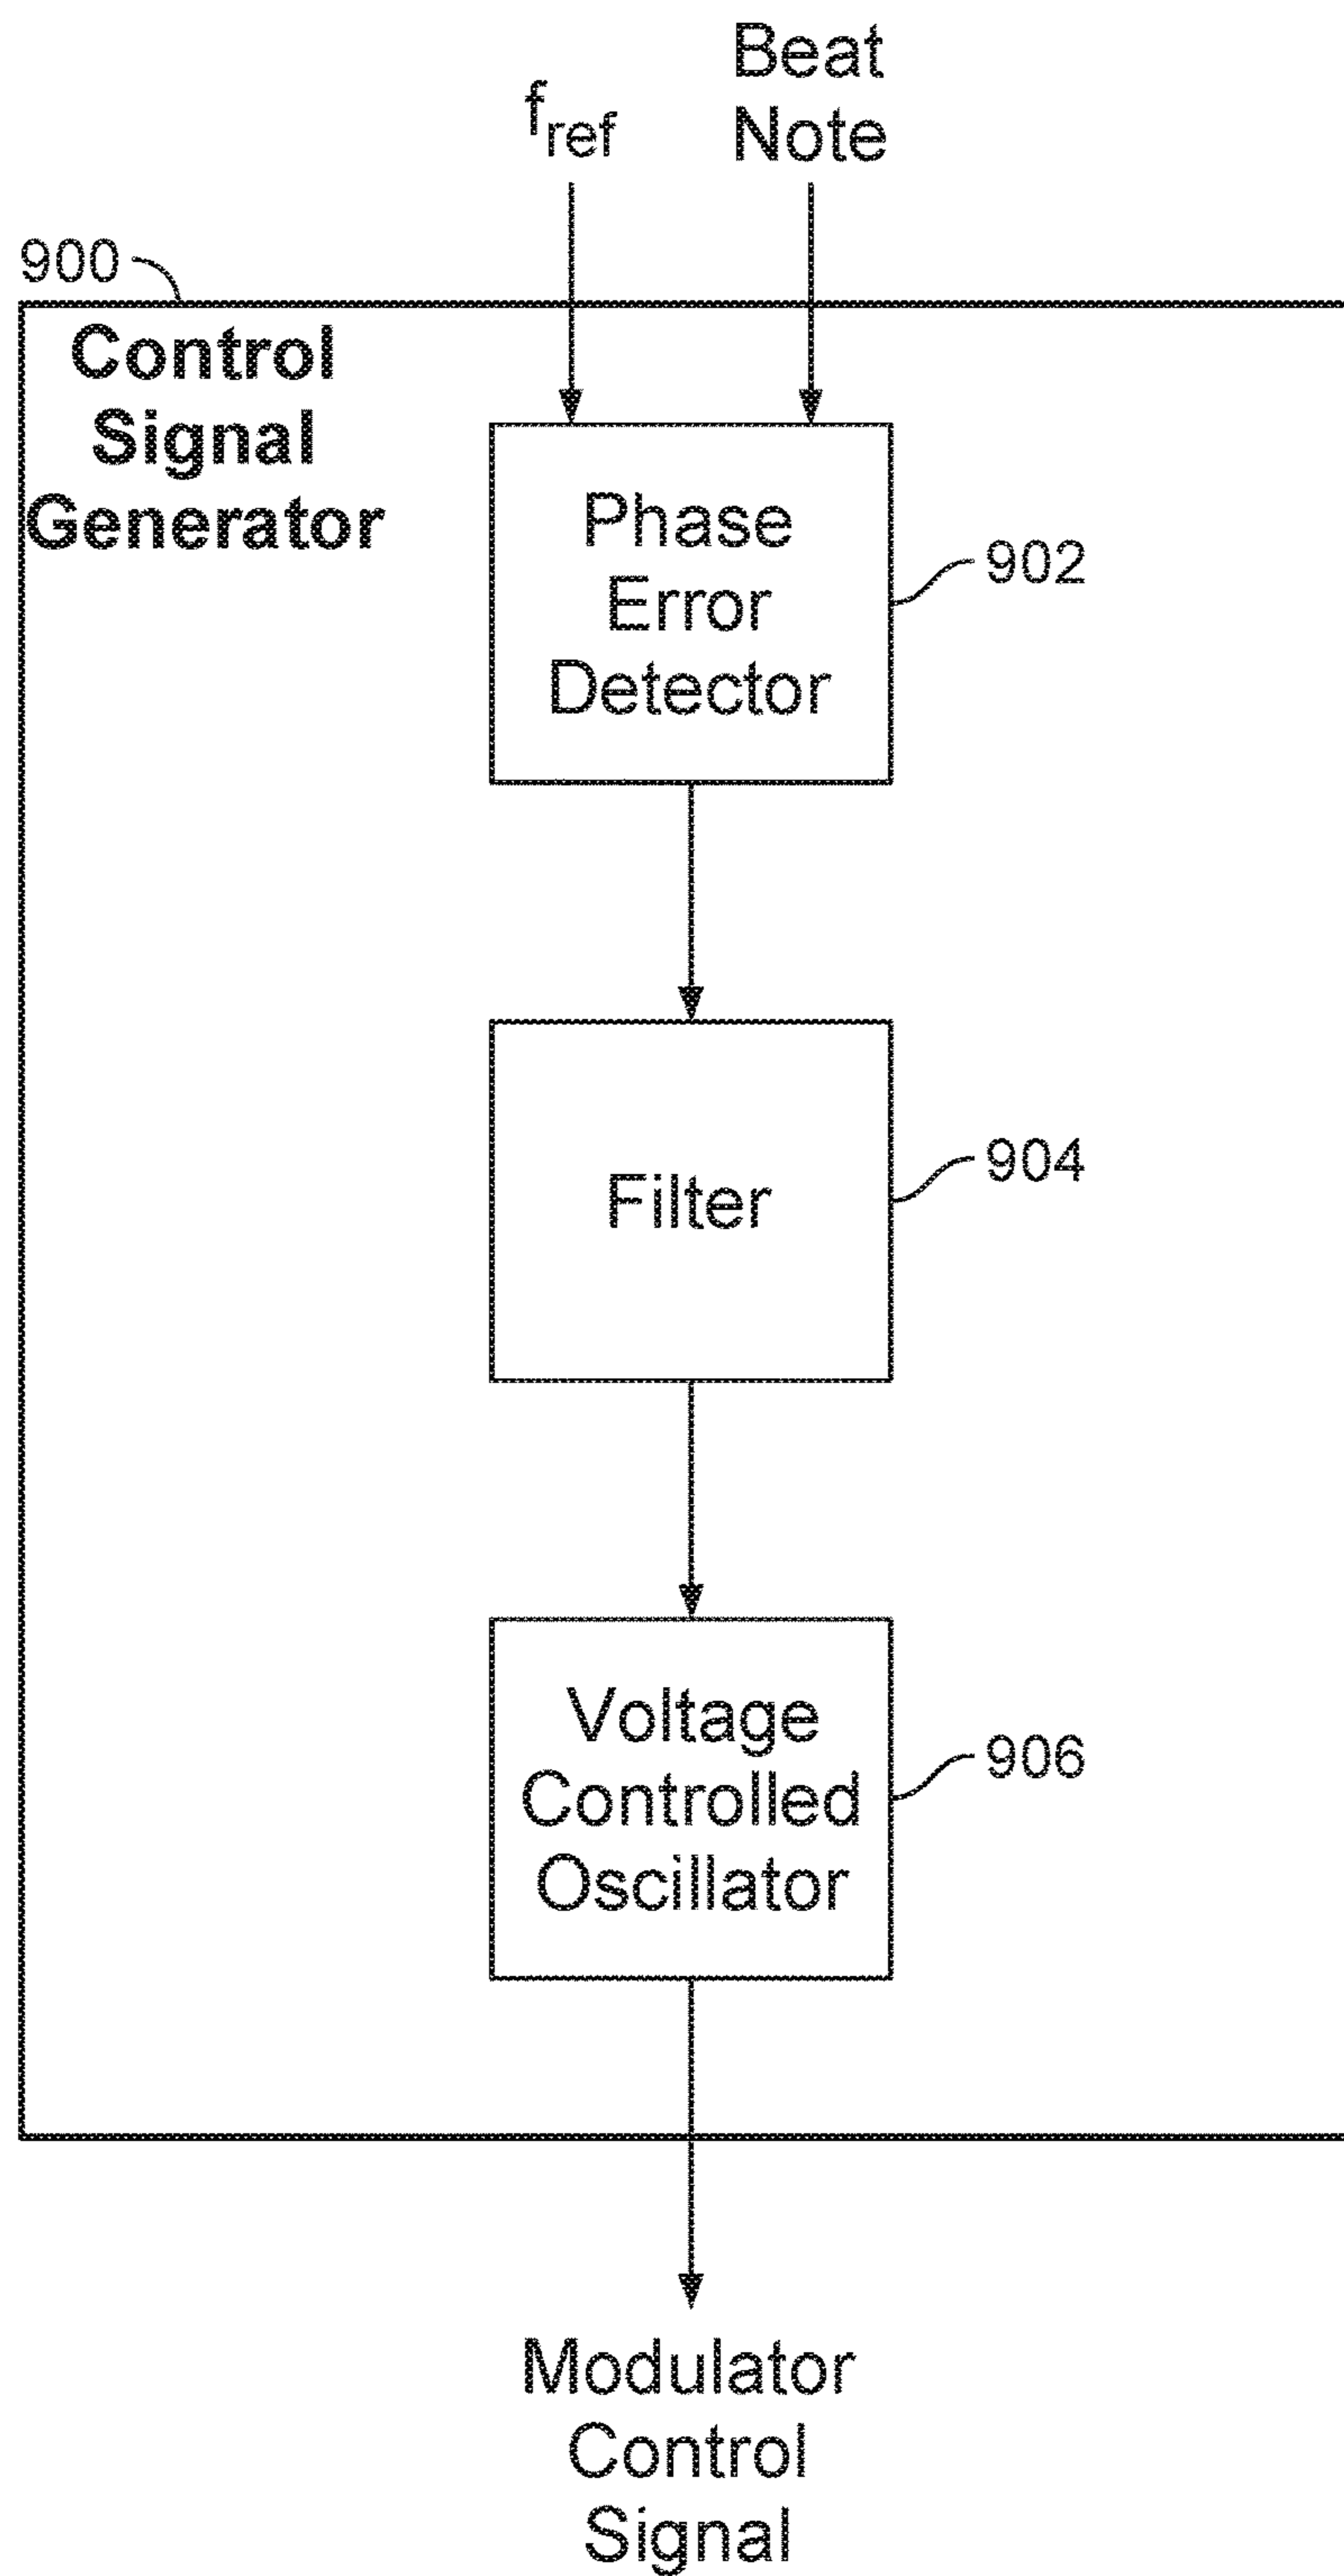 f_ref
Beat
Note
900
Control
Signal
Generator
Phase
Error
Detector
902
Filter
904
Voltage
Controlled
Oscillator
906
Modulator
Control
Signal